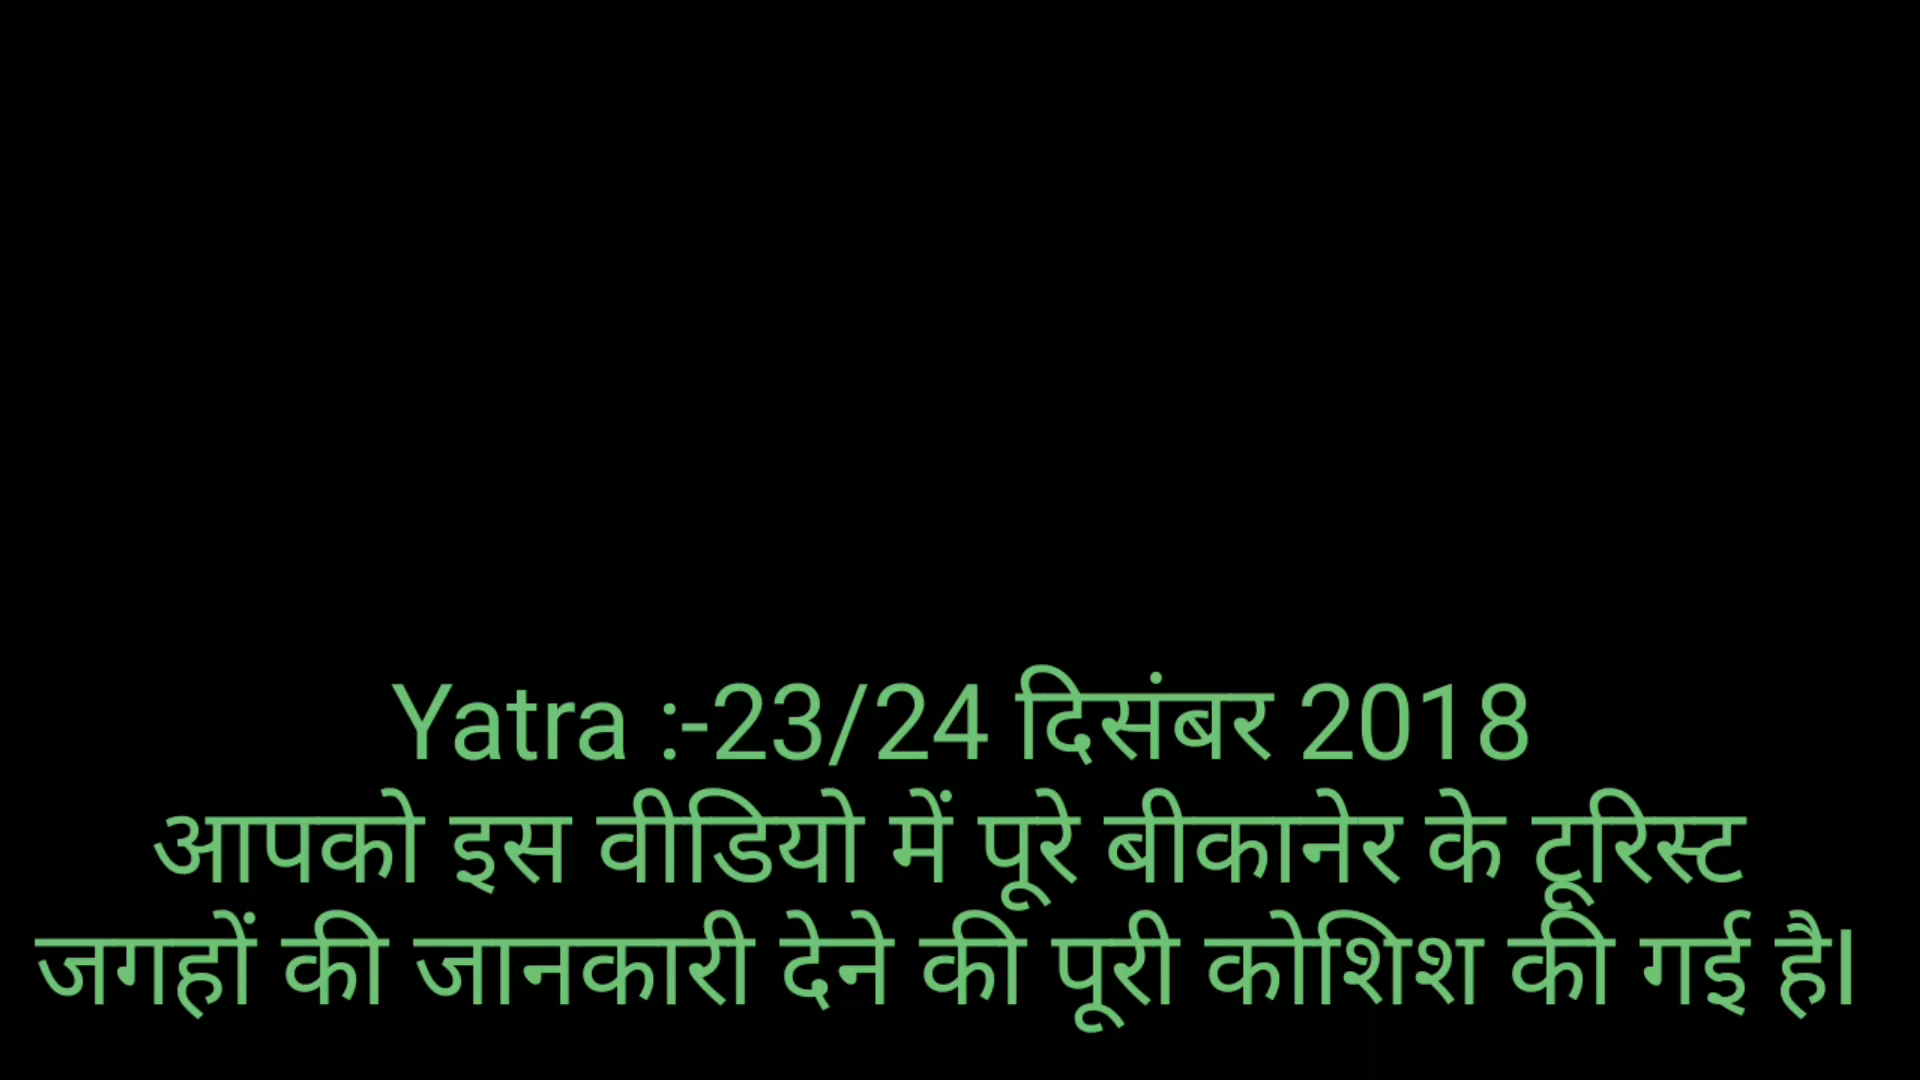 Yatra :-23/24 दिसंबर 2018
आपको इस वीडियो में पूरे बीकानेर के टूरिस्ट
जगहों की जानकारी देने की पूरी कोशिश की गई है।